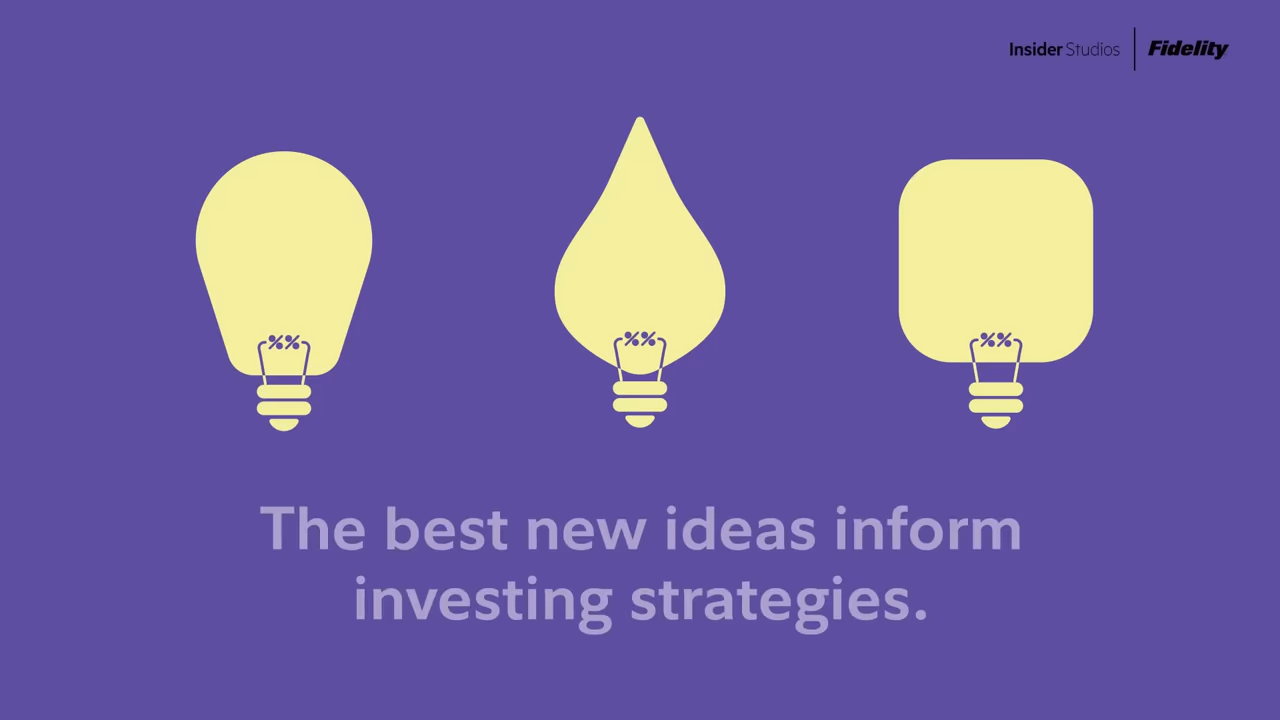 Insider Studios | Fidelity
%% %% %%
The best new ideas inform
investing strategies.